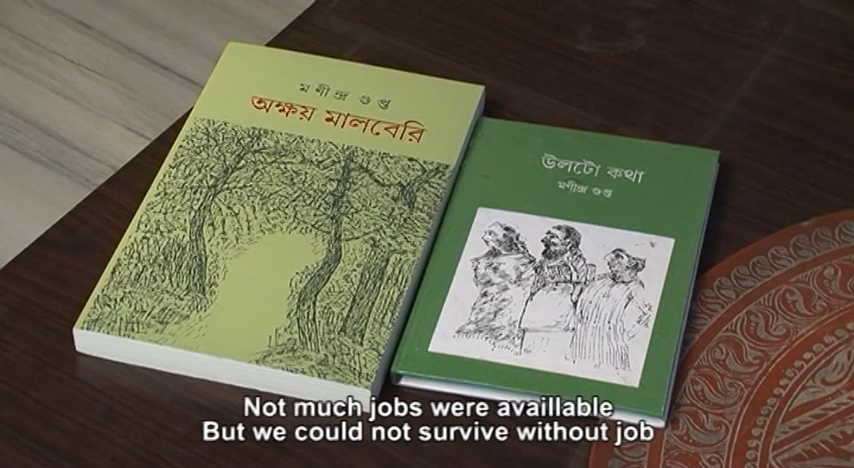 মণীন্দ্র গুপ্ত
অক্ষয় মালবেরি
উলটো কথা
মণীন্দ্র গুপ্ত
Not much jobs were availlable
But we could not survive without job